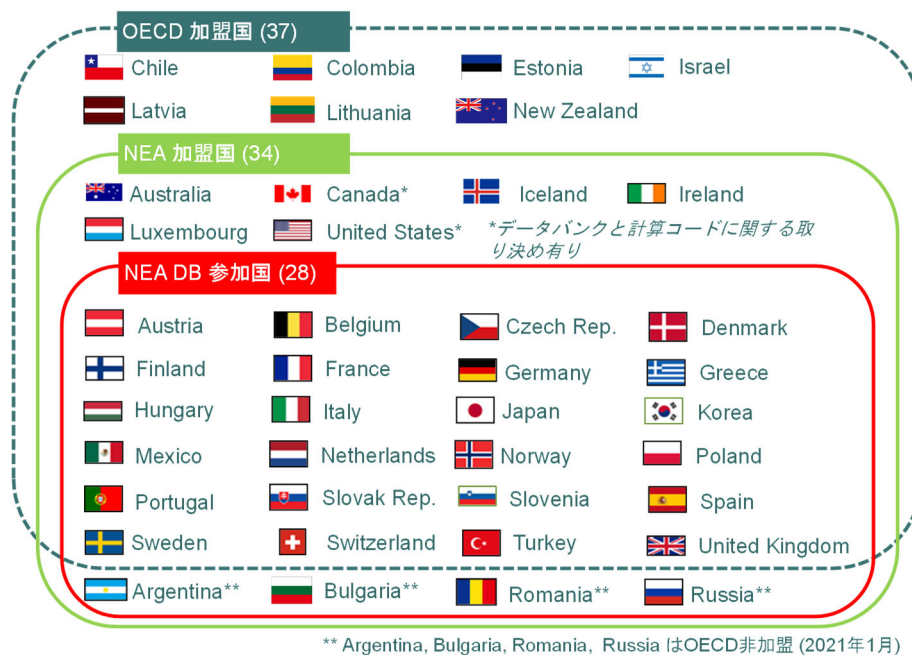 OECD 加盟国 (37)
Chile Colombia Estonia Israel
Latvia Lithuania New Zealand
NEA 加盟国 (34)
Australia Canada* Iceland Ireland
Luxembourg United States* *データバンクと計算コードに関する取
り決め有り
NEA DB 参加国 (28)
Austria Belgium Czech Rep. Denmark
Finland France Germany Greece
Hungary Italy Japan Korea
Mexico Netherlands Norway Poland
Portugal Slovak Rep. Slovenia Spain
Sweden Switzerland Turkey United Kingdom
Argentina** Bulgaria** Romania** Russia**
** Argentina, Bulgaria, Romania, Russia はOECD非加盟 (2021年1月)